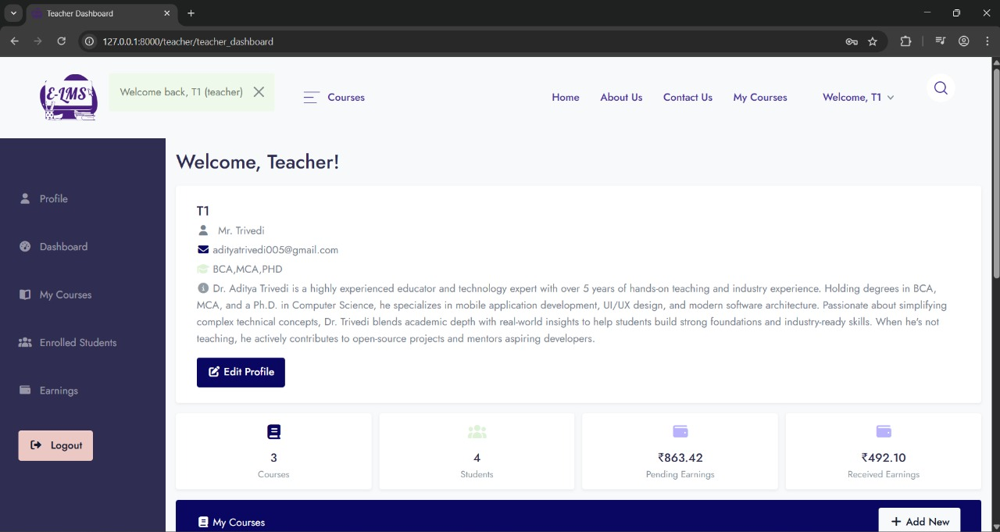 Teacher Dashboard
127.0.0.1:8000/teacher/teacher_dashboard
E-LMS
Welcome back, T1 (teacher)
Courses
Home
About Us
Contact Us
My Courses
Welcome, T1
Profile
Dashboard
My Courses
Enrolled Students
Earnings
Logout
Welcome, Teacher!
T1
Mr. Trivedi
adityatrivedi005@gmail.com
BCA,MCA,PHD
Dr. Aditya Trivedi is a highly experienced educator and technology expert with over 5 years of hands-on teaching and industry experience. Holding degrees in BCA,
MCA, and a Ph.D. in Computer Science, he specializes in mobile application development, UI/UX design, and modern software architecture. Passionate about simplifying
complex technical concepts, Dr. Trivedi blends academic depth with real-world insights to help students build strong foundations and industry-ready skills. When he's not
teaching, he actively contributes to open-source projects and mentors aspiring developers.
Edit Profile
3
Courses
4
Students
₹863.42
Pending Earnings
₹492.10
Received Earnings
My Courses
Add New